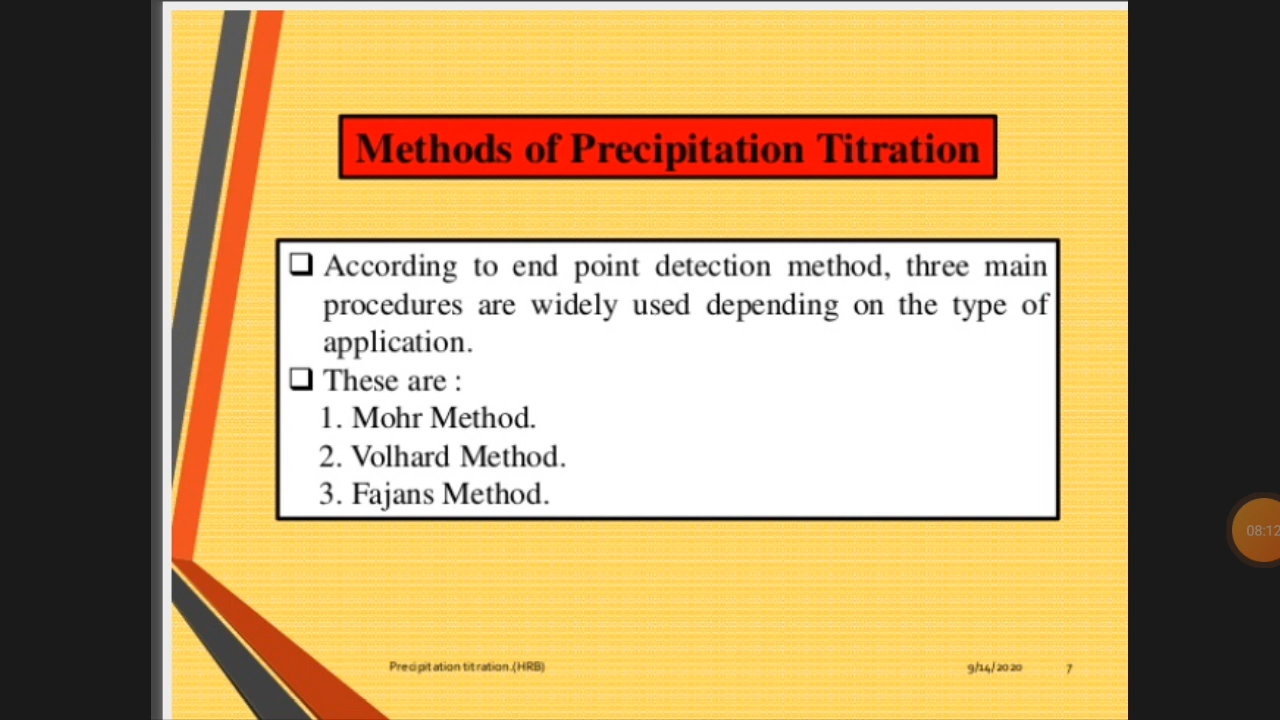 Methods of Precipitation Titration
❑ According to end point detection method, three main
procedures are widely used depending on the type of
application.
❑ These are :
1. Mohr Method.
2. Volhard Method.
3. Fajans Method.
Precipitation titration.(HRB)
9/14/2020
7
08:12